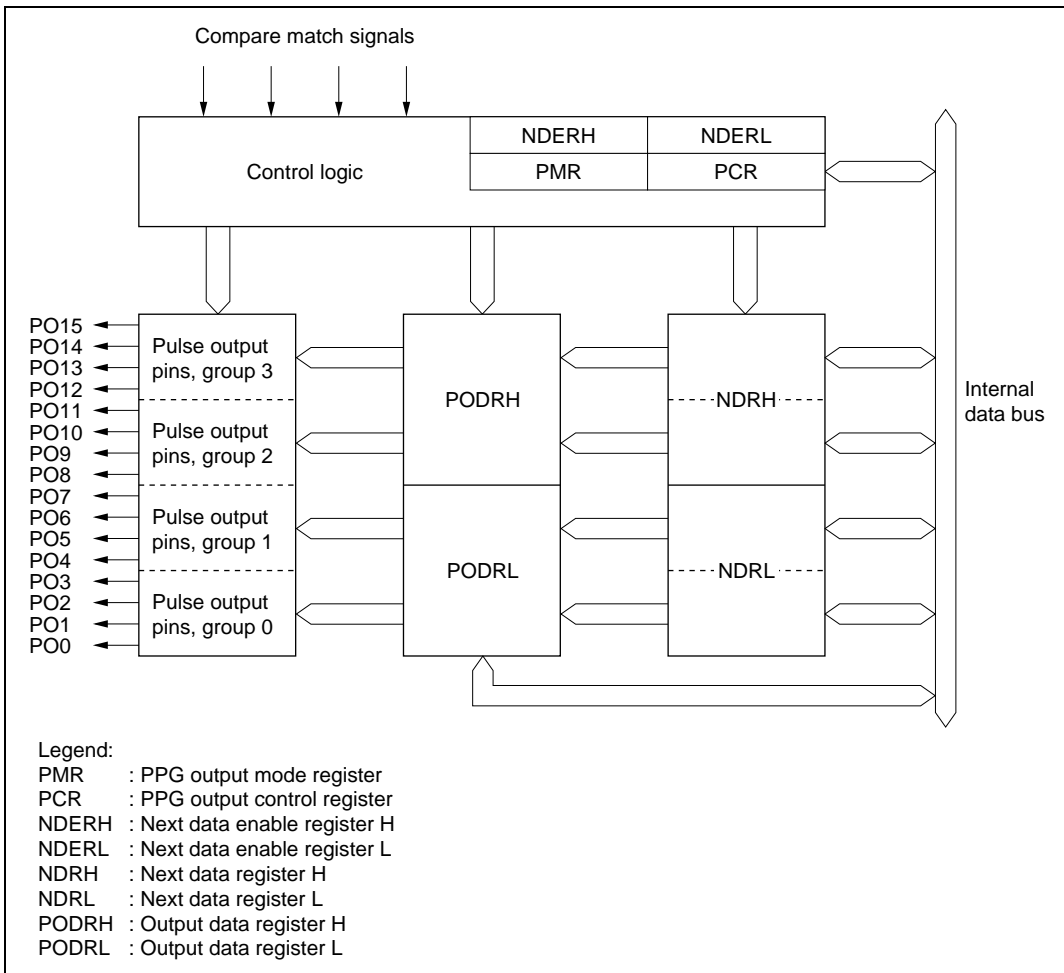 Compare match signals
Control logic
NDERH
NDERL
PMR
PCR
PO15
PO14
PO13
PO12
PO11
PO10
PO9
PO8
PO7
PO6
PO5
PO4
PO3
PO2
PO1
PO0
Pulse output
pins, group 3
Pulse output
pins, group 2
Pulse output
pins, group 1
Pulse output
pins, group 0
PODRH
PODRL
NDRH
NDRL
Internal
data bus
Legend:
PMR : PPG output mode register
PCR : PPG output control register
NDERH : Next data enable register H
NDERL : Next data enable register L
NDRH : Next data register H
NDRL : Next data register L
PODRH : Output data register H
PODRL : Output data register L